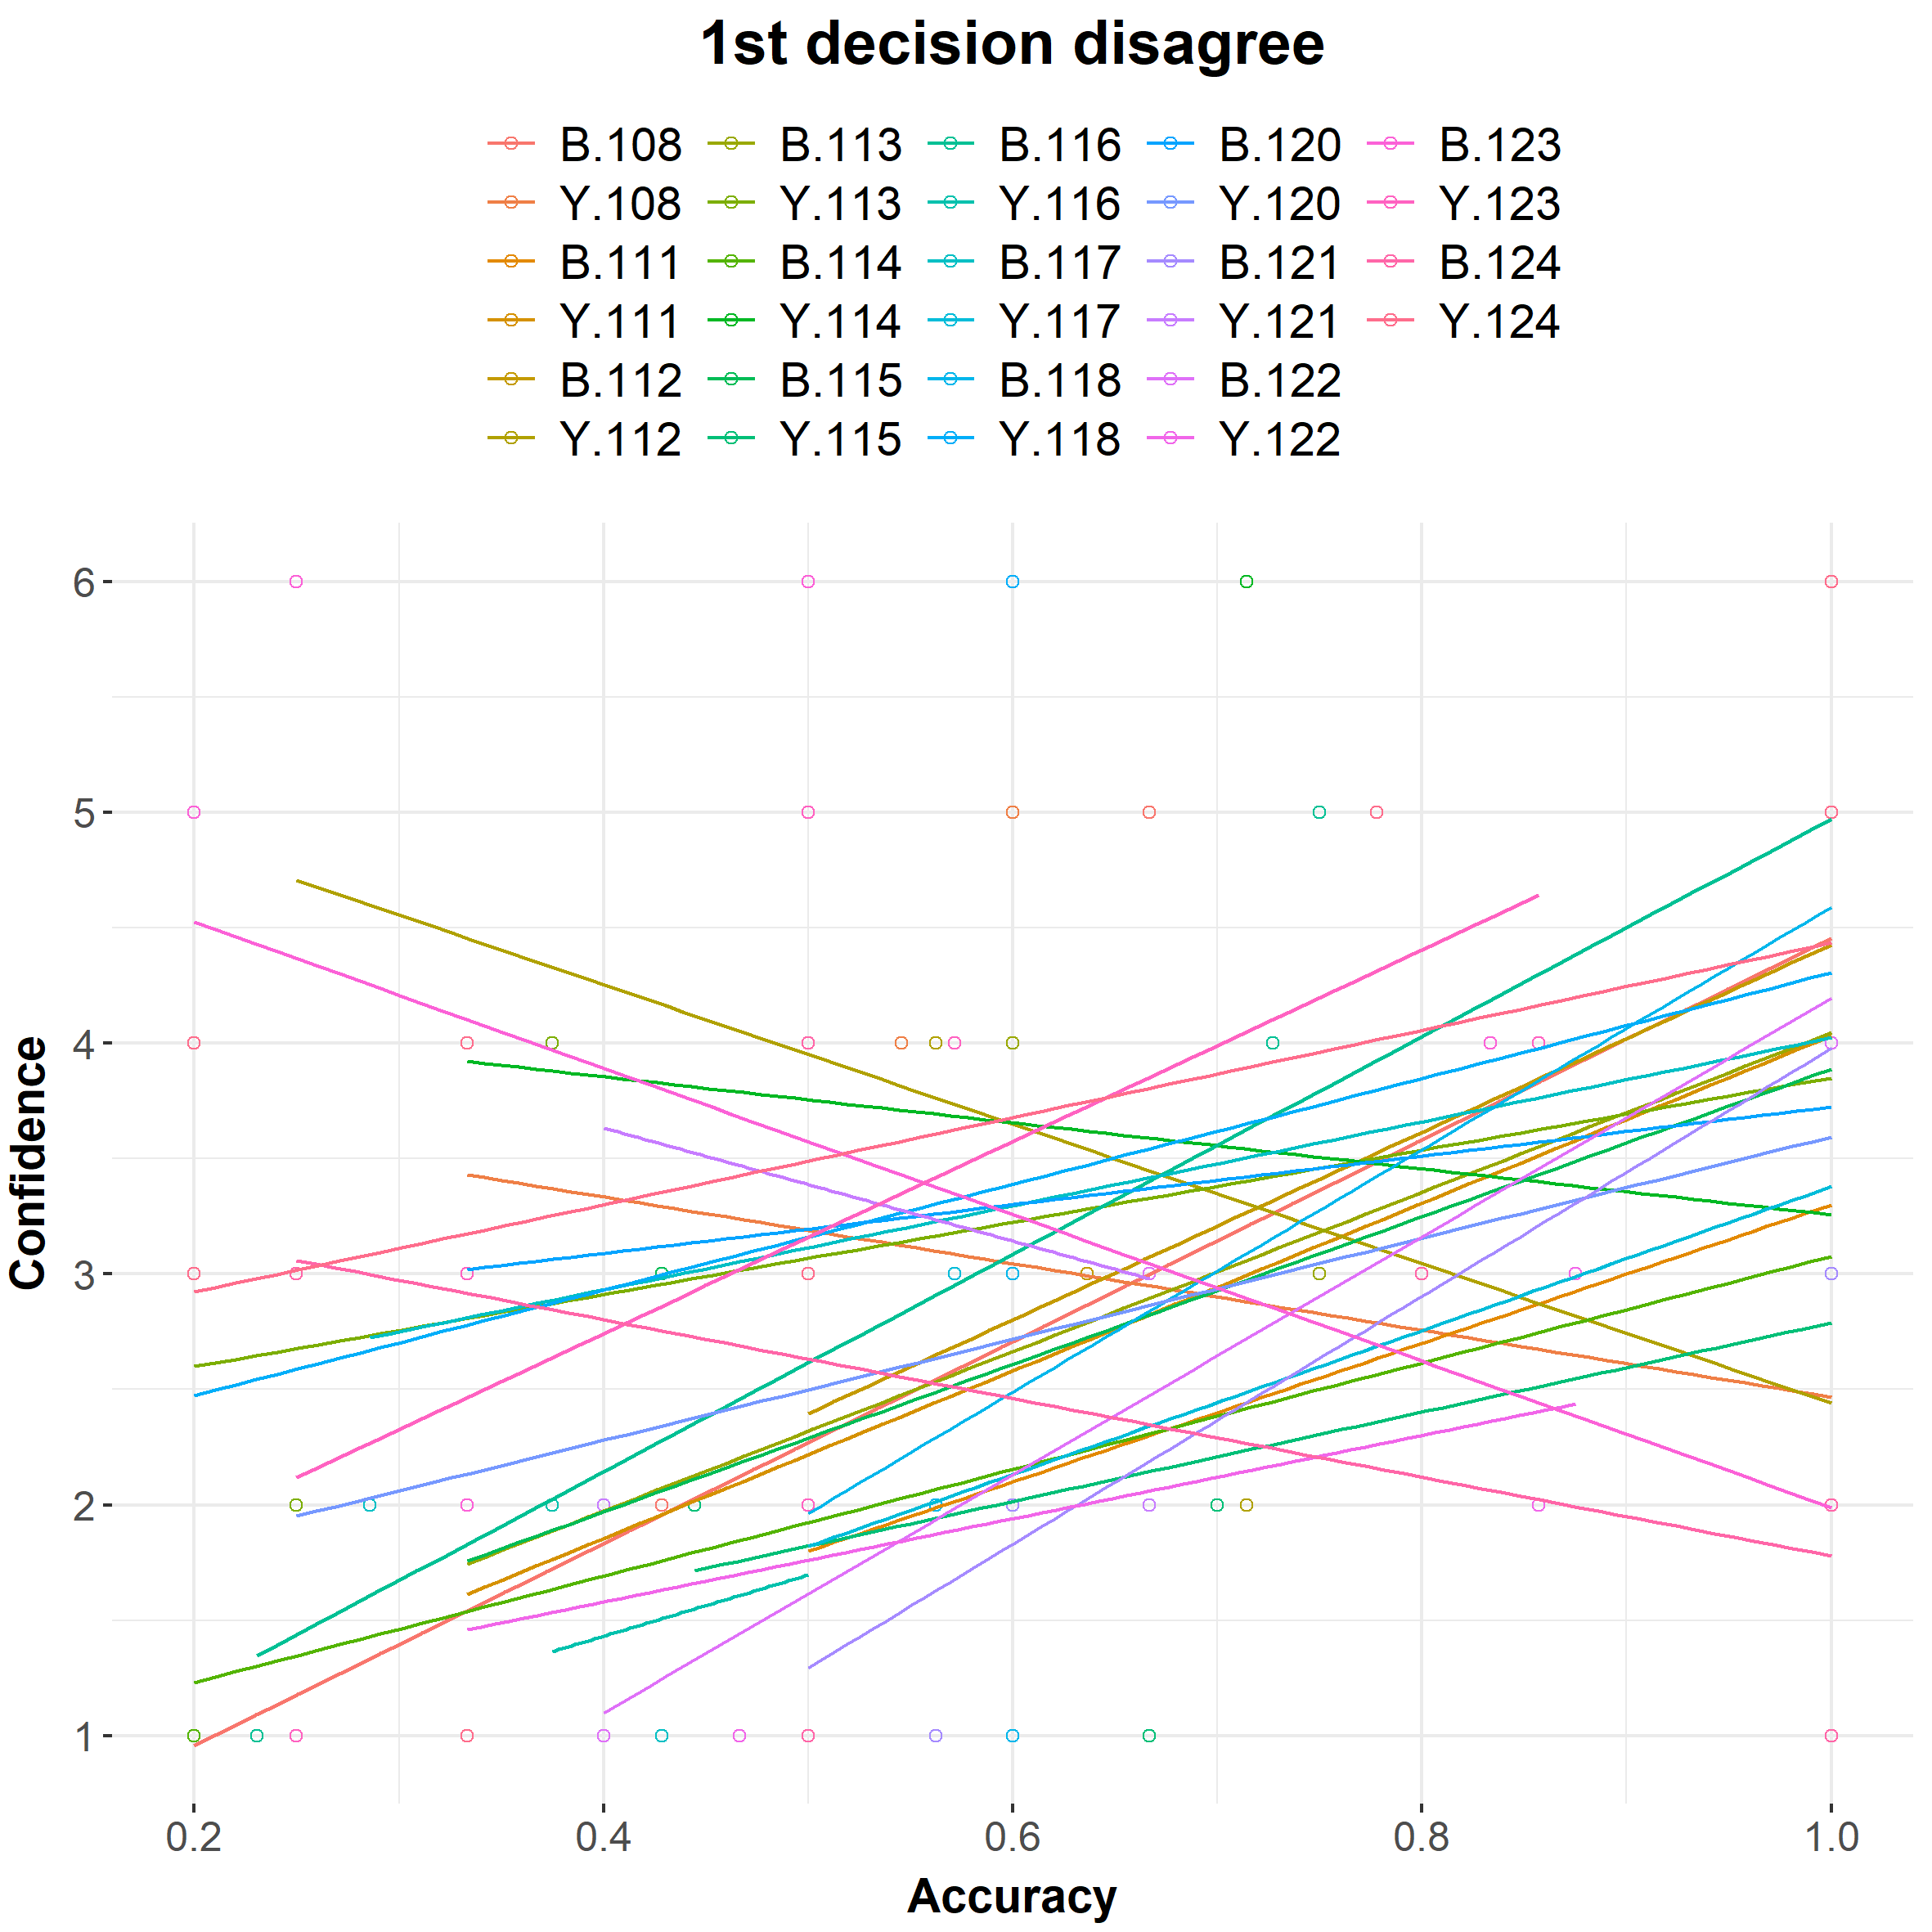 1st decision disagree
B.108 B.113 B.116 B.120 B.123
Y.108 Y.113 Y.116 Y.120 Y.123
B.111 B.114 B.117 B.121 B.124
Y.111 Y.114 Y.117 Y.121 Y.124
B.112 B.115 B.118 B.122
Y.112 Y.115 Y.118 Y.122
6
5
4
3
2
1
Confidence
0.2 0.4 0.6 0.8 1.0
Accuracy